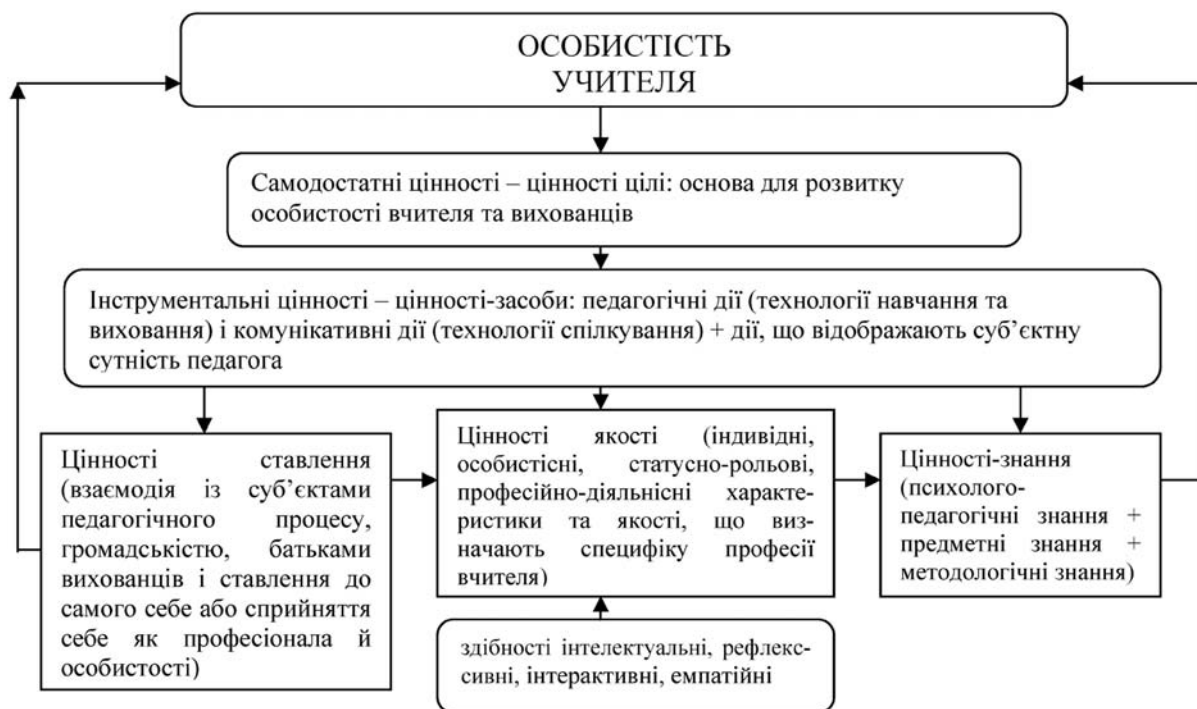 ОСОБИСТІСТЬ
УЧИТЕЛЯ
Самодостатні цінності – цінності цілі: основа для розвитку
особистості вчителя та вихованців
Інструментальні цінності – цінності-засоби: педагогічні дії (технології навчання та
виховання) і комунікативні дії (технології спілкування) + дії, що відображають суб’єктну
сутність педагога
Цінності ставлення
(взаємодія із суб’єктами
педагогічного процесу,
громадськістю, батьками
вихованців і ставлення до
самого себе або сприйняття
себе як професіонала й
особистості)
Цінності якості (індивідні,
особистісні, статусно-рольові,
професійно-діяльнісні характе-
ристики та якості, що виз-
начають специфіку професії
вчителя)
Цінності-знання
(психолого-
педагогічні знання +
предметні знання +
методологічні знання)
здібності інтелектуальні, рефлекс-
сивні, інтерактивні, емпатійні